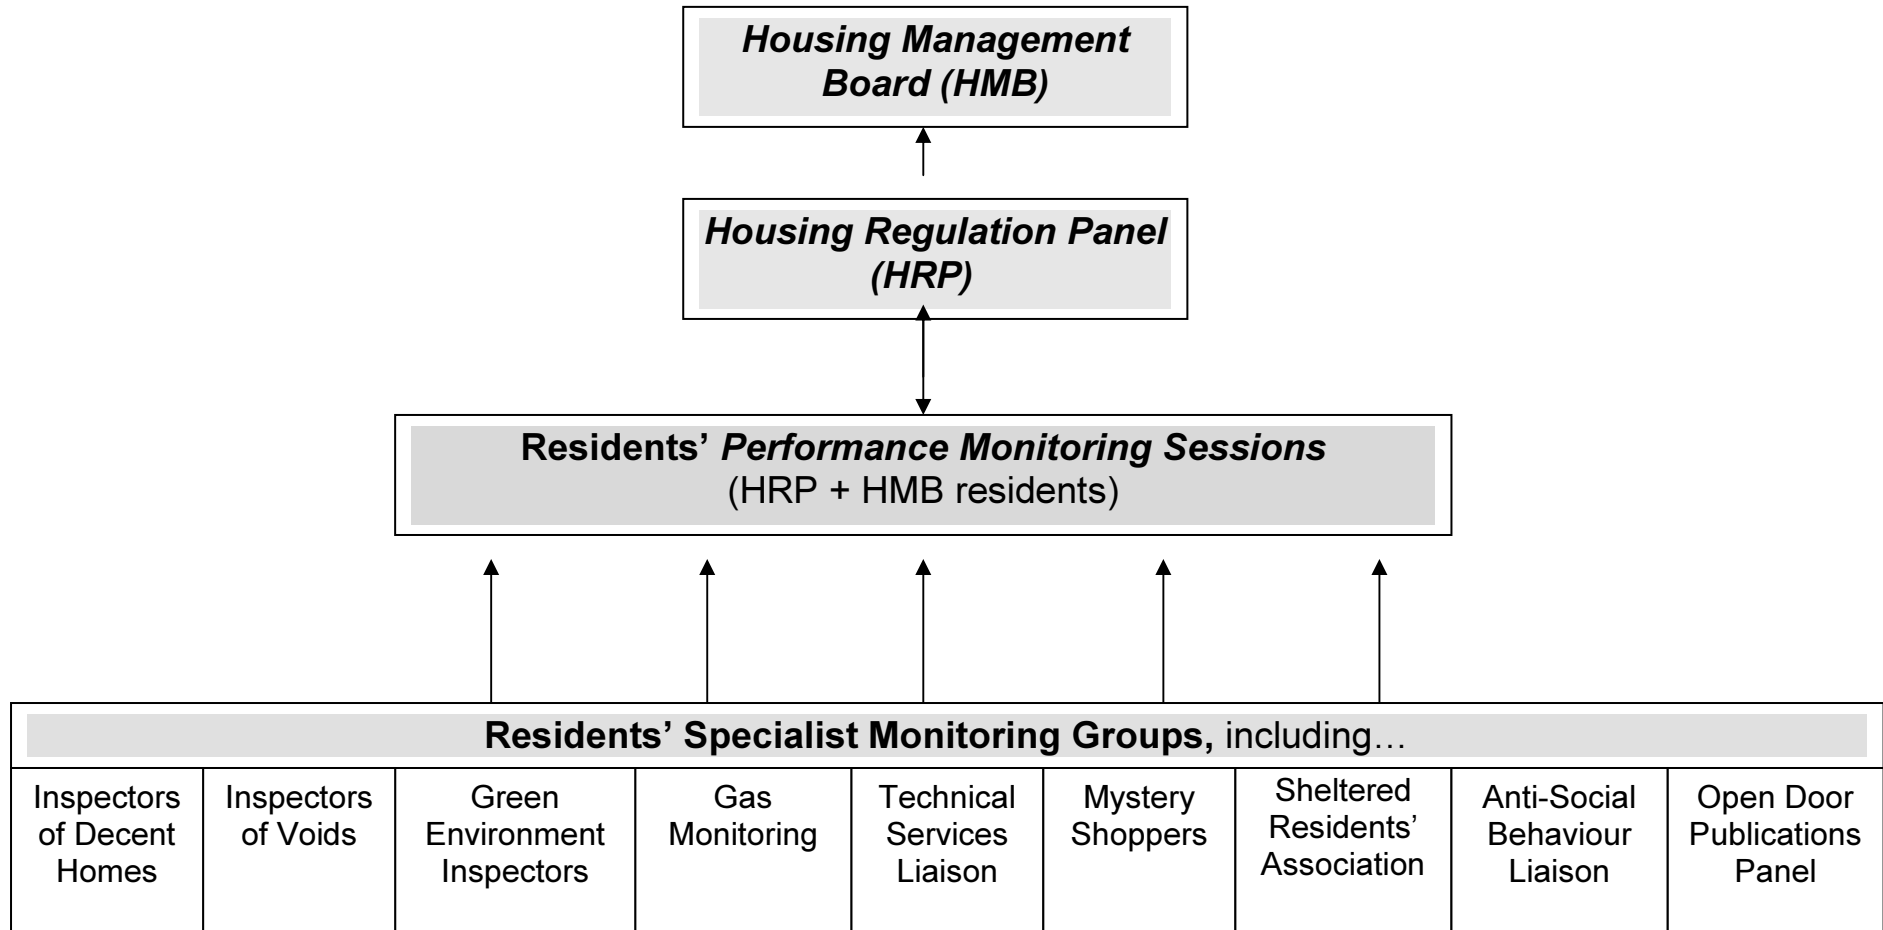 Housing Management
Board (HMB)
Housing Regulation Panel
(HRP)
Residents’ Performance Monitoring Sessions
(HRP + HMB residents)
Residents’ Specialist Monitoring Groups, including…
Inspectors
of Decent
Homes
Inspectors
of Voids
Green
Environment
Inspectors
Gas
Monitoring
Technical
Services
Liaison
Mystery
Shoppers
Sheltered
Residents’
Association
Anti-Social
Behaviour
Liaison
Open Door
Publications
Panel